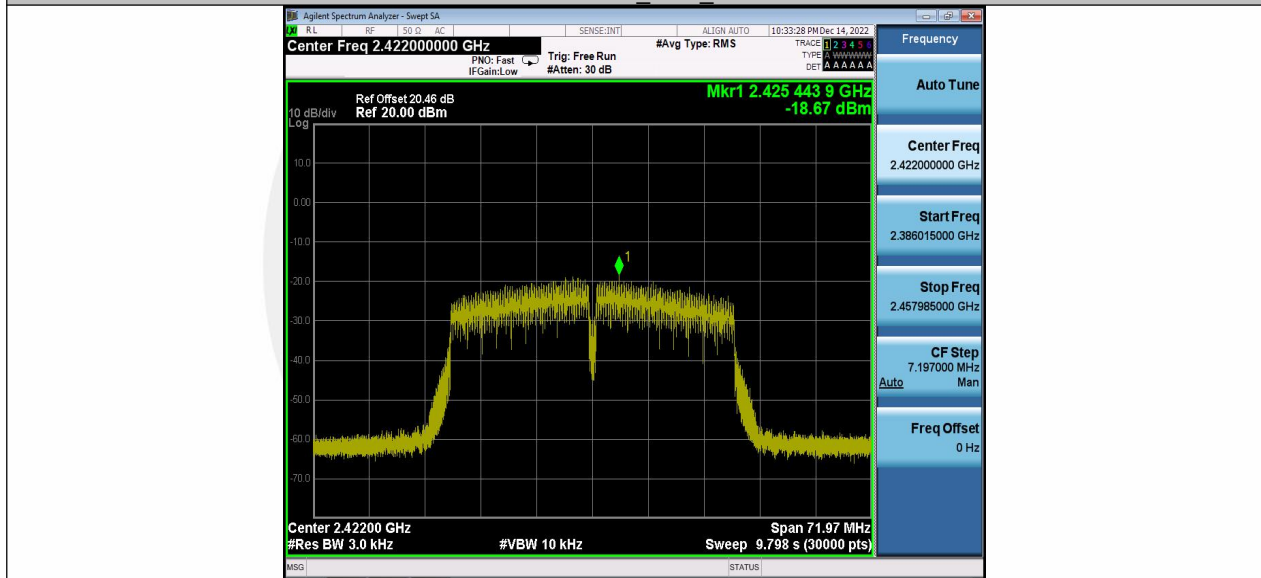 Agilent Spectrum Analyzer - Swept SA
RL RF 50 Ω AC SENSE:INT ALIGN AUTO 10:33:28 PM Dec 14, 2022
Center Freq 2.422000000 GHz
PNO: Fast
IFGain:Low
Trig: Free Run
#Atten: 30 dB
#Avg Type: RMS
TRACE 1 2 3 4 5 6
TYPE A WWWWW
DET A A A A A A
Frequency
Ref Offset 20.46 dB
10 dB/div Ref 20.00 dBm
Log
Mkr1 2.425 443 9 GHz
-18.67 dBm
10.0
0.00
-10.0
-20.0
-30.0
-40.0
-50.0
-60.0
-70.0
1
Center 2.42200 GHz
Span 71.97 MHz
#Res BW 3.0 kHz
#VBW 10 kHz
Sweep 9.798 s (30000 pts)
Auto Tune
Center Freq
2.422000000 GHz
Start Freq
2.386015000 GHz
Stop Freq
2.457985000 GHz
CF Step
7.197000 MHz
Auto Man
Freq Offset
0 Hz
MSG STATUS